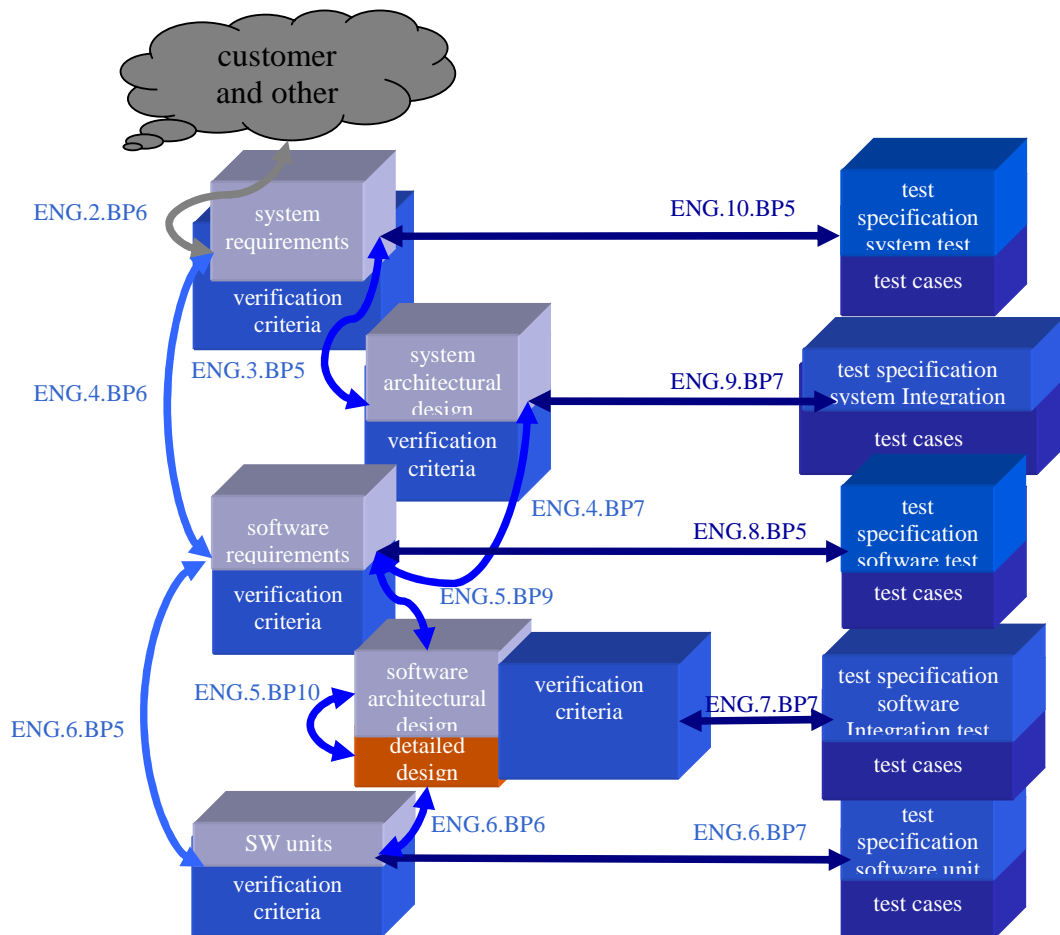 customer
and other
ENG.2.BP6
system
requirements
verification
criteria
ENG.10.BP5
test
specification
system test
test cases
ENG.3.BP5
ENG.4.BP6
system
architectural
design
verification
criteria
ENG.9.BP7
test specification
system Integration
test cases
ENG.4.BP7
software
requirements
verification
criteria
ENG.8.BP5
test
specification
software test
test cases
ENG.5.BP9
ENG.5.BP10
software
architectural
design
detailed
design
verification
criteria
ENG.7.BP7
test specification
software
Integration test
test cases
ENG.6.BP5
ENG.6.BP6
SW units
verification
criteria
ENG.6.BP7
test
specification
software unit
test cases